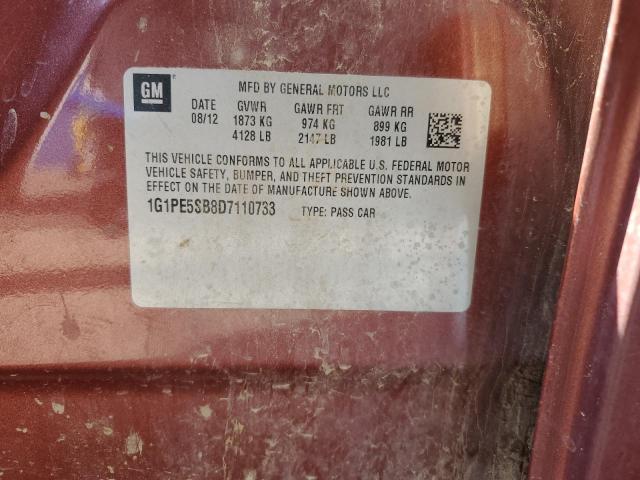 GM
MFD BY GENERAL MOTORS LLC
DATE GVWR GAWR FRT GAWR RR
08/12 1873 KG 974 KG 899 KG
4128 LB 2147 LB 1981 LB
THIS VEHICLE CONFORMS TO ALL APPLICABLE U.S. FEDERAL MOTOR
VEHICLE SAFETY, BUMPER, AND THEFT PREVENTION STANDARDS IN
EFFECT ON THE DATE OF MANUFACTURE SHOWN ABOVE.
1G1PE5SB8D7110733 TYPE: PASS CAR